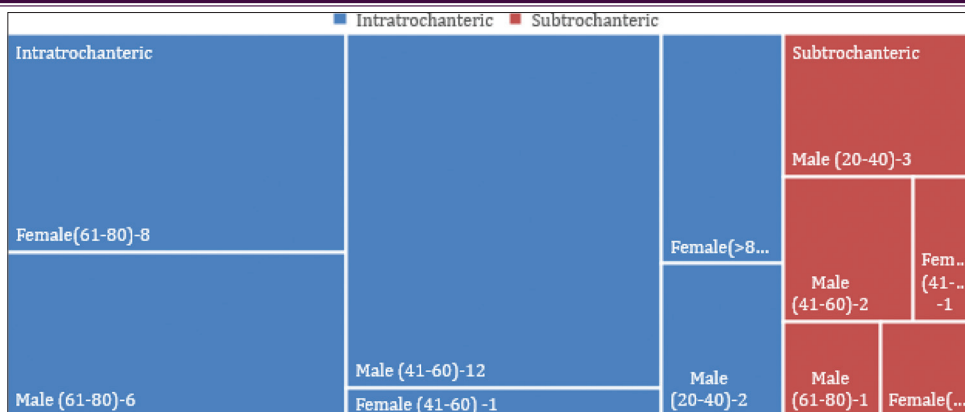 Intratrochanteric Subtrochanteric
Intratrochanteric
Female(61-80)-8
Male (61-80)-6
Male (41-60)-12
Female (41-60) -1
Female(>8...
Male
(20-40)-2
Subtrochanteric
Male (20-40)-3
Male
(41-60)-2
Fem...
(41-...
-1
Male
(61-80)-1
Female(...